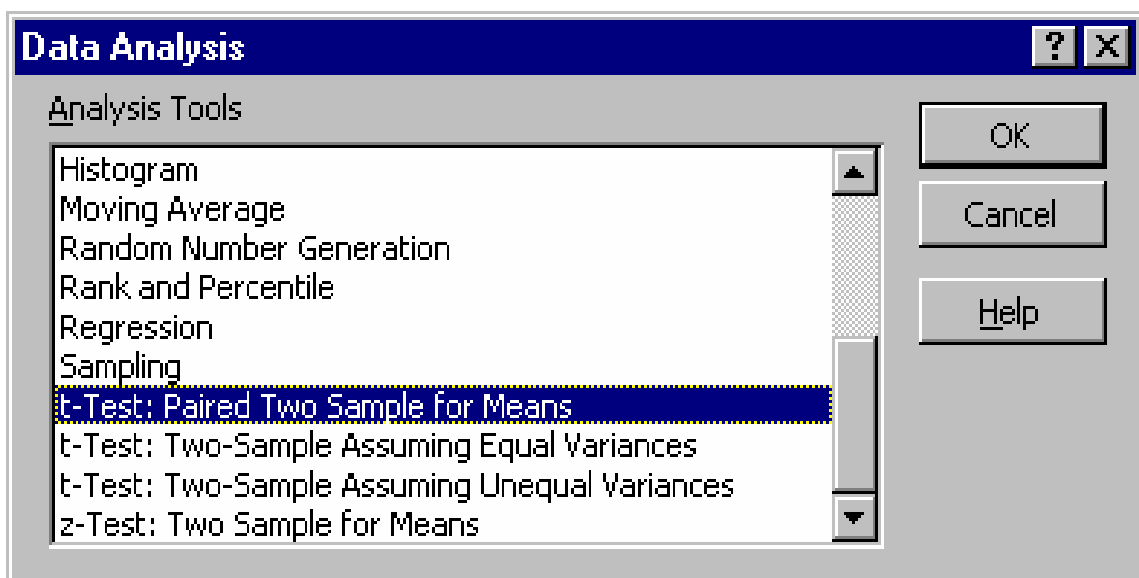 Data Analysis
Analysis Tools
Histogram
Moving Average
Random Number Generation
Rank and Percentile
Regression
Sampling
t-Test: Paired Two Sample for Means
t-Test: Two-Sample Assuming Equal Variances
t-Test: Two-Sample Assuming Unequal Variances
z-Test: Two Sample for Means
OK
Cancel
Help